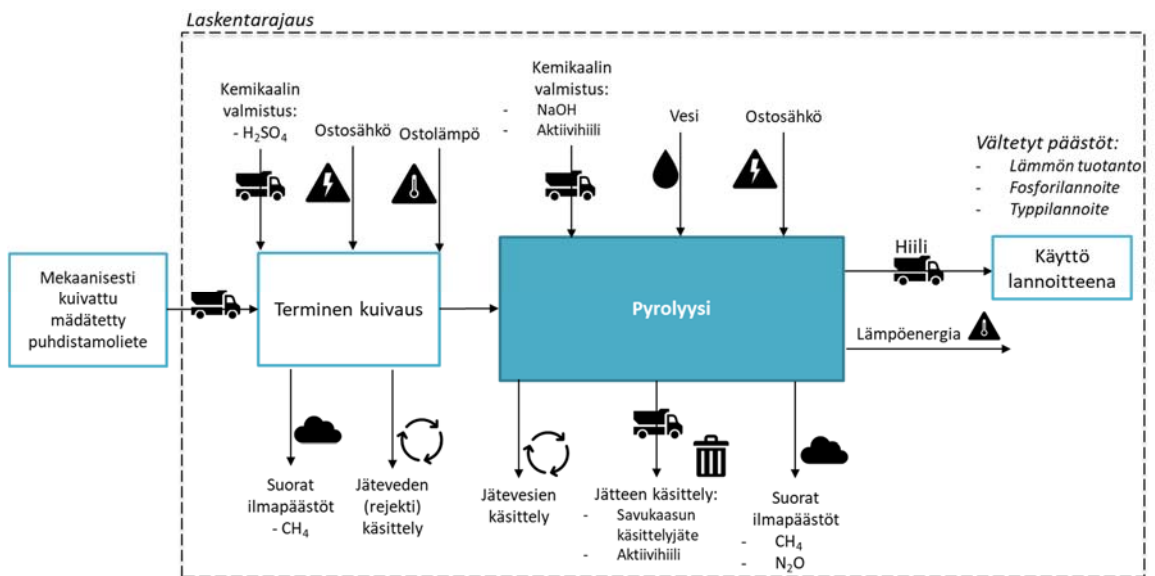 Laskentarajaus
Kemikaalin
valmistus:
- H₂SO₄
Ostosähkö
Ostolämpö
Kemikaalin
valmistus:
- NaOH
- Aktiivihiili
Vesi
Ostosähkö
Vältetyt päästöt:
- Lämmön tuotanto
- Fosforilannoite
- Typpilannoite
Mekaanisesti
kuivattu
mädätetty
puhdistamoliete
Terminen kuivaus
Pyrolyysi
Hiili
Käyttö
lannoitteena
Lämpöenergia
Suorat
ilmapäästöt
- CH₄
Jäteveden
(rejekti)
käsittely
Jätevesien
käsittely
Jätteen käsittely:
- Savukaasun
käsittelyjäte
- Aktiivihiili
Suorat
ilmapäästöt
- CH₄
- N₂O